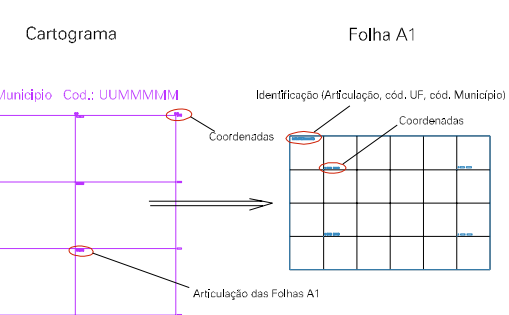 Cartograma
Folha A1
Municipio Cod.: UUMMMMM
Identificação (Articulação, cód. UF, cód. Município)
Coordenadas
Coordenadas
Articulação das Folhas A1